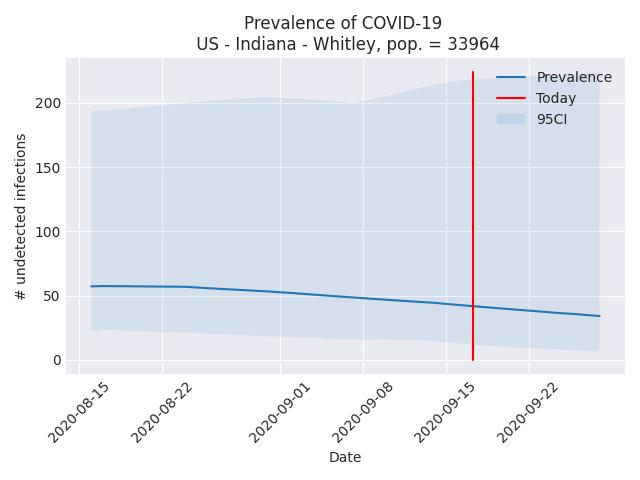 Prevalence of COVID-19
US - Indiana - Whitley, pop. = 33964
Prevalence
Today
95CI
# undetected infections
200
150
100
50
0
2020-08-15
2020-08-22
2020-09-01
2020-09-08
2020-09-15
2020-09-22
Date